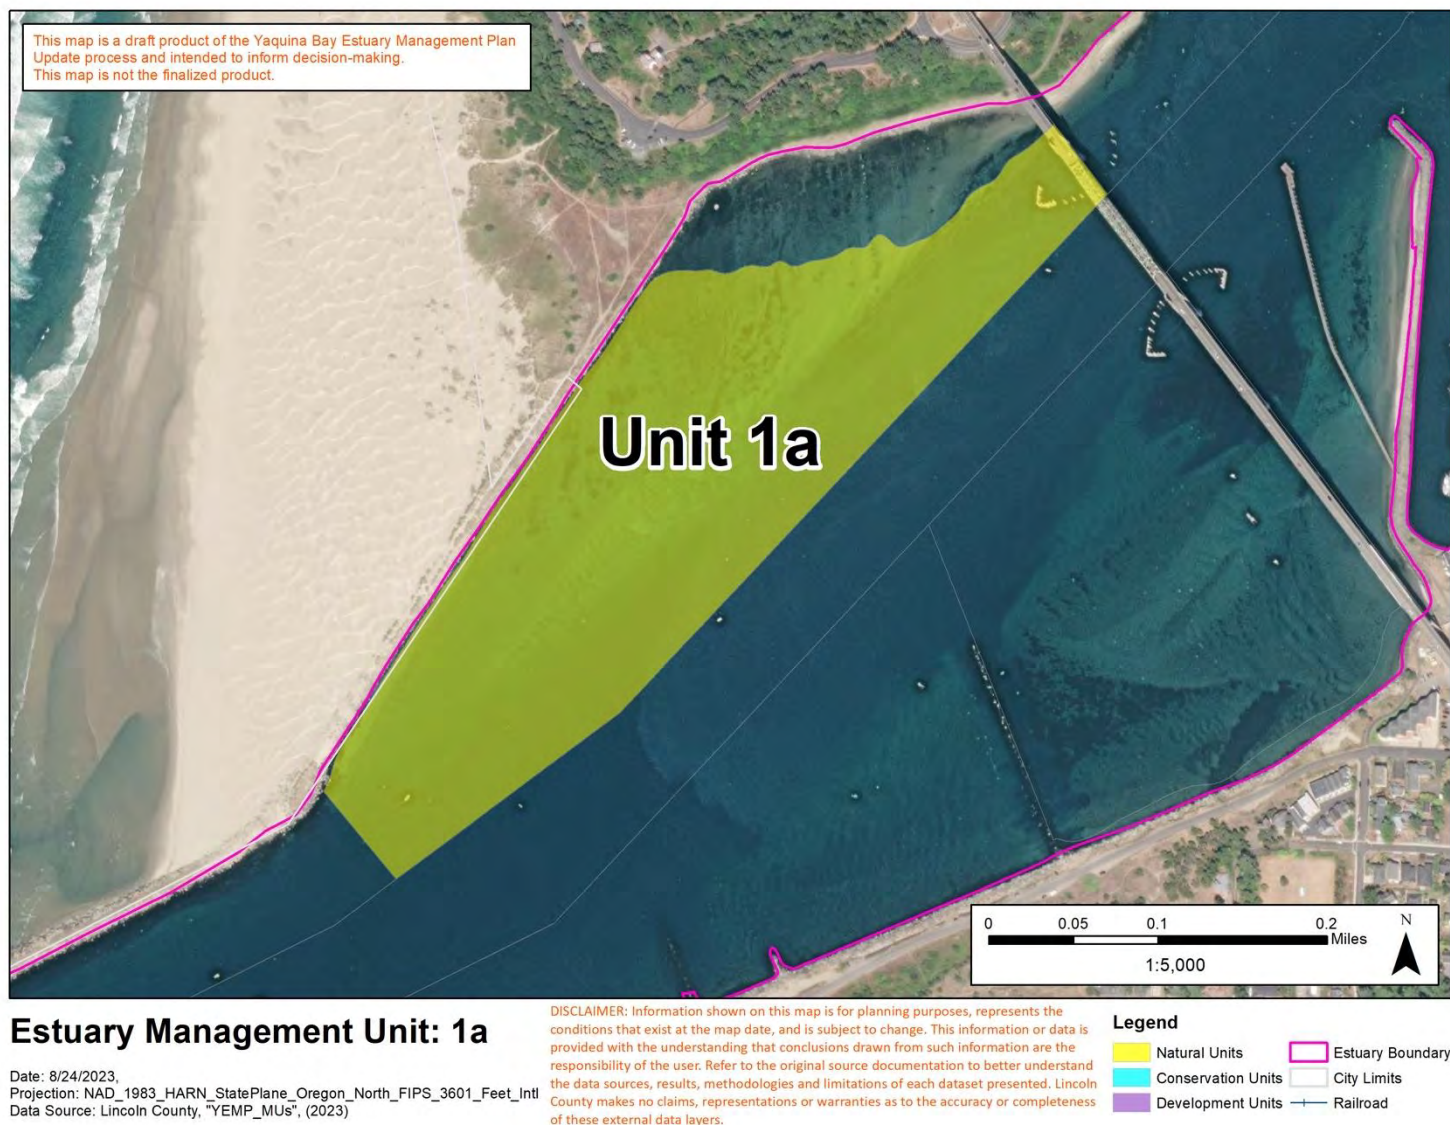 This map is a draft product of the Yaquina Bay Estuary Management Plan
Update process and intended to inform decision-making.
This map is not the finalized product.
Unit 1a
0 0.05 0.1 0.2
Miles
1:5,000
N
E
Estuary Management Unit: 1a
Date: 8/24/2023,
Projection: NAD_1983_HARN_StatePlane_Oregon_North_FIPS_3601_Feet_Intl
Data Source: Lincoln County, "YEMP_MUs", (2023)
DISCLAIMER: Information shown on this map is for planning purposes, represents the
conditions that exist at the map date, and is subject to change. This information or data is
provided with the understanding that conclusions drawn from such information are the
responsibility of the user. Refer to the original source documentation to better understand
the data sources, results, methodologies and limitations of each dataset presented. Lincoln
County makes no claims, representations or warranties as to the accuracy or completeness
of these external data layers.
Legend
Natural Units
Conservation Units
Development Units
Estuary Boundary
City Limits
Railroad